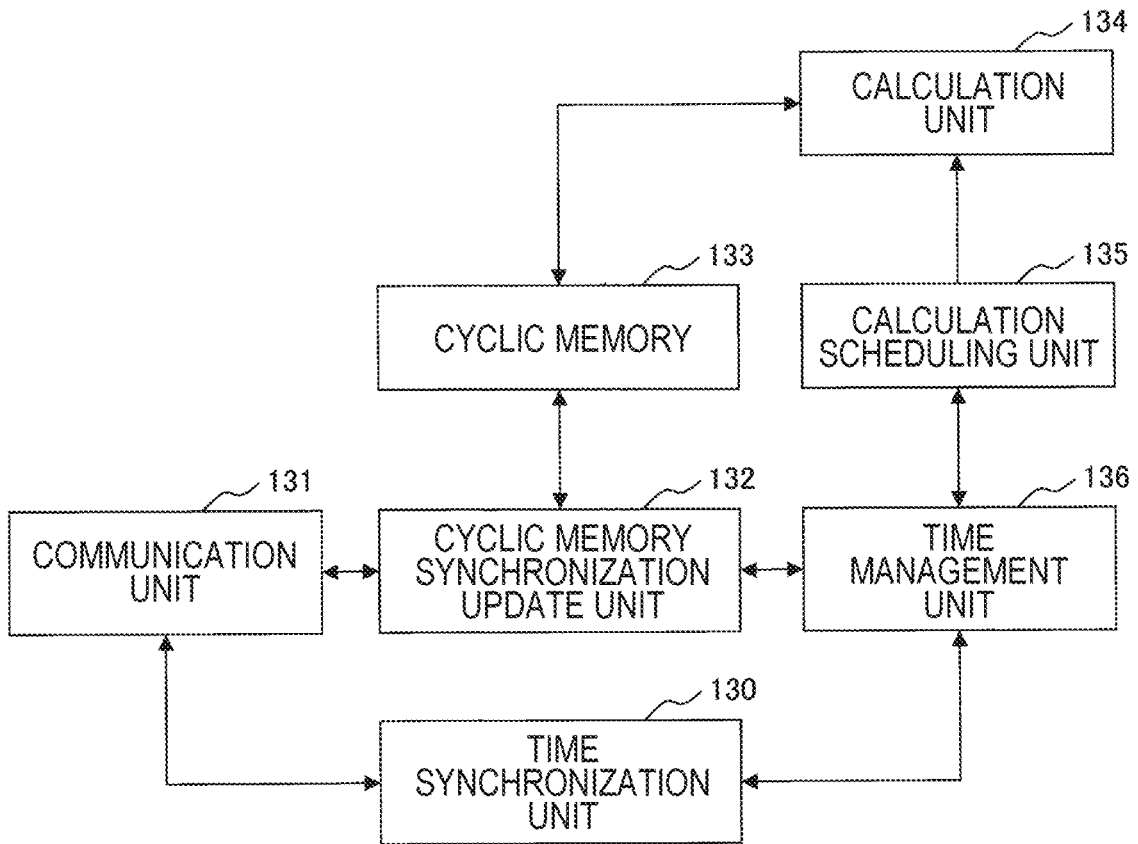 134
CALCULATION
UNIT
133
135
CYCLIC MEMORY
CALCULATION
SCHEDULING UNIT
131
132
136
COMMUNICATION
UNIT
CYCLIC MEMORY
SYNCHRONIZATION
UPDATE UNIT
TIME
MANAGEMENT
UNIT
130
TIME
SYNCHRONIZATION
UNIT